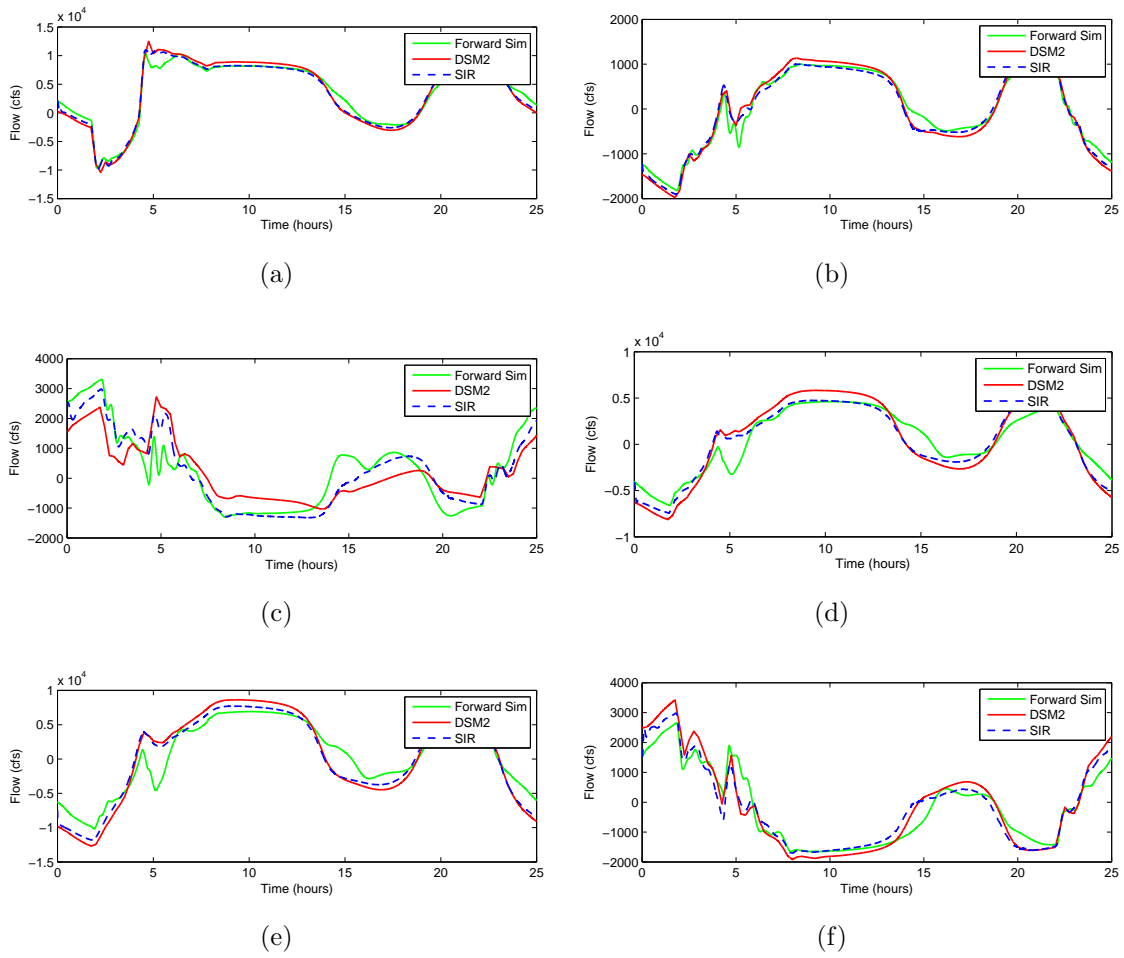 x 10⁴
1.5
1
0.5
0
−0.5
−1
−1.5
0 5 10 15 20 25
Flow (cfs)
Time (hours)
Forward Sim
DSM2
SIR
(a)
2000
1000
0
−1000
−2000
0 5 10 15 20 25
Flow (cfs)
Time (hours)
Forward Sim
DSM2
SIR
(b)
4000
3000
2000
1000
0
−1000
−2000
0 5 10 15 20 25
Flow (cfs)
Time (hours)
Forward Sim
DSM2
SIR
(c)
x 10⁴
1
0.5
0
−0.5
−1
0 5 10 15 20 25
Flow (cfs)
Time (hours)
Forward Sim
DSM2
SIR
(d)
x 10⁴
1
0.5
0
−0.5
−1
−1.5
0 5 10 15 20 25
Flow (cfs)
Time (hours)
Forward Sim
DSM2
SIR
(e)
4000
3000
2000
1000
0
−1000
−2000
0 5 10 15 20 25
Flow (cfs)
Time (hours)
Forward Sim
DSM2
SIR
(f)